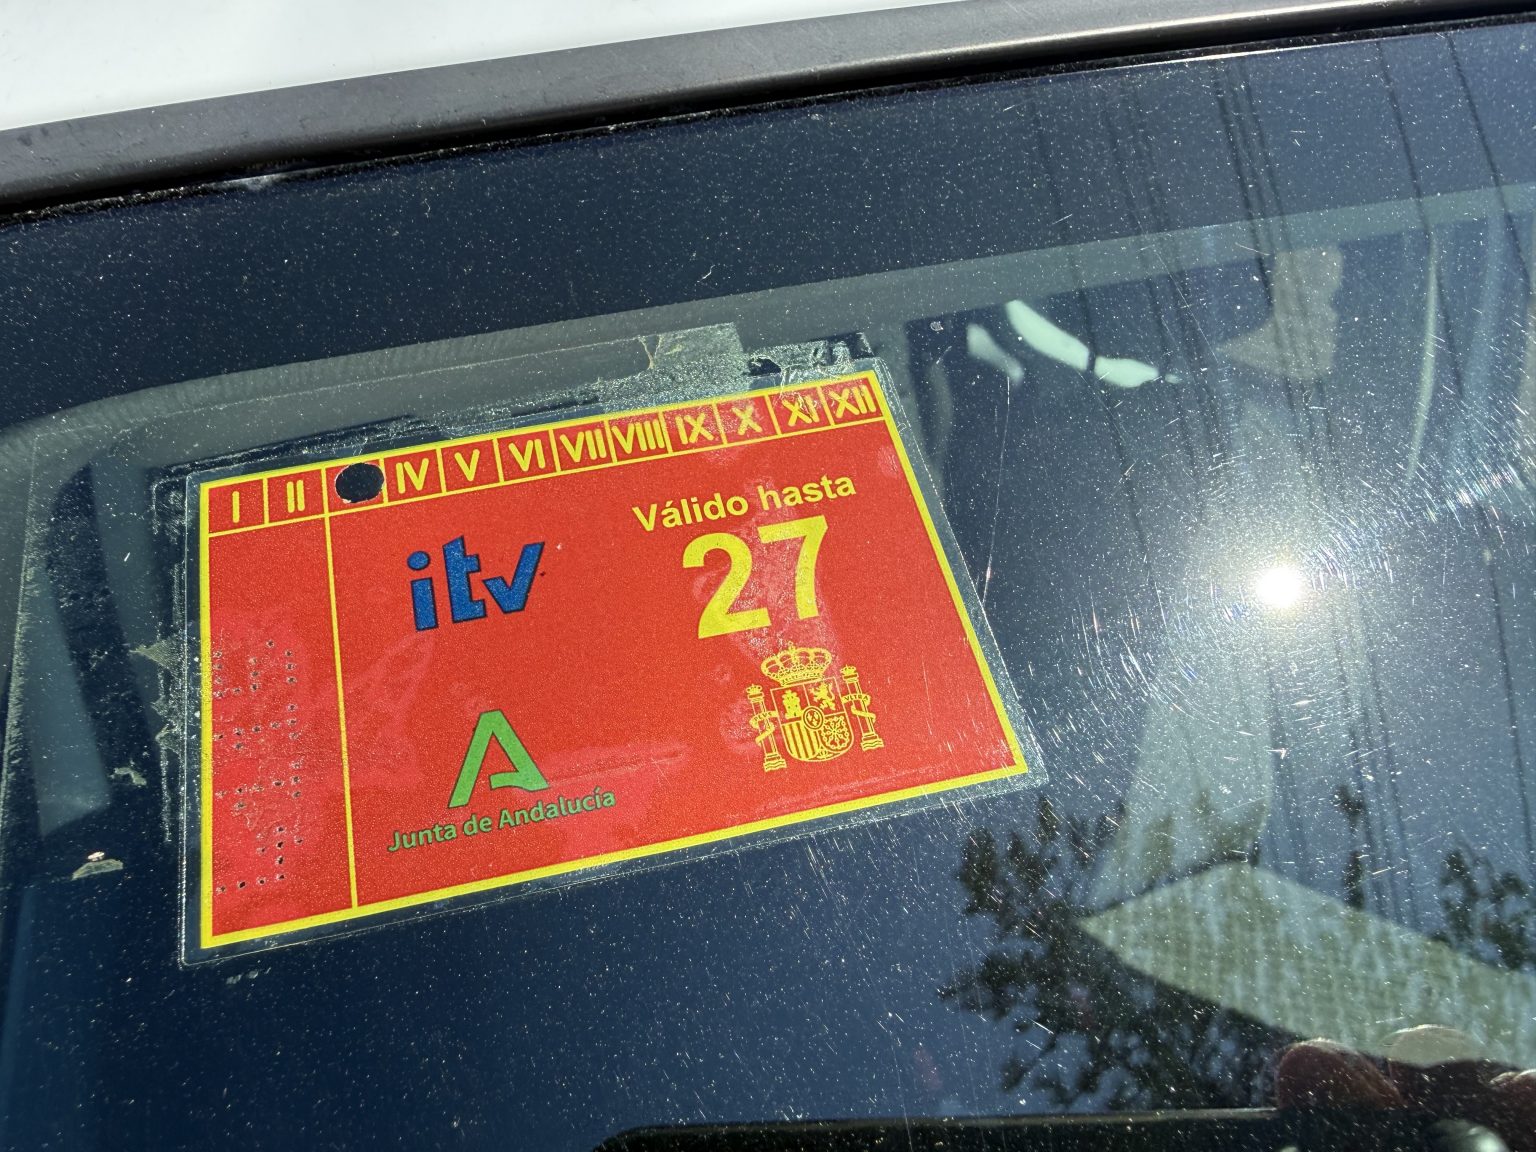 I II IV V VI VII VIII IX X XI XII
Válido hasta
27
itv
Junta de Andalucía